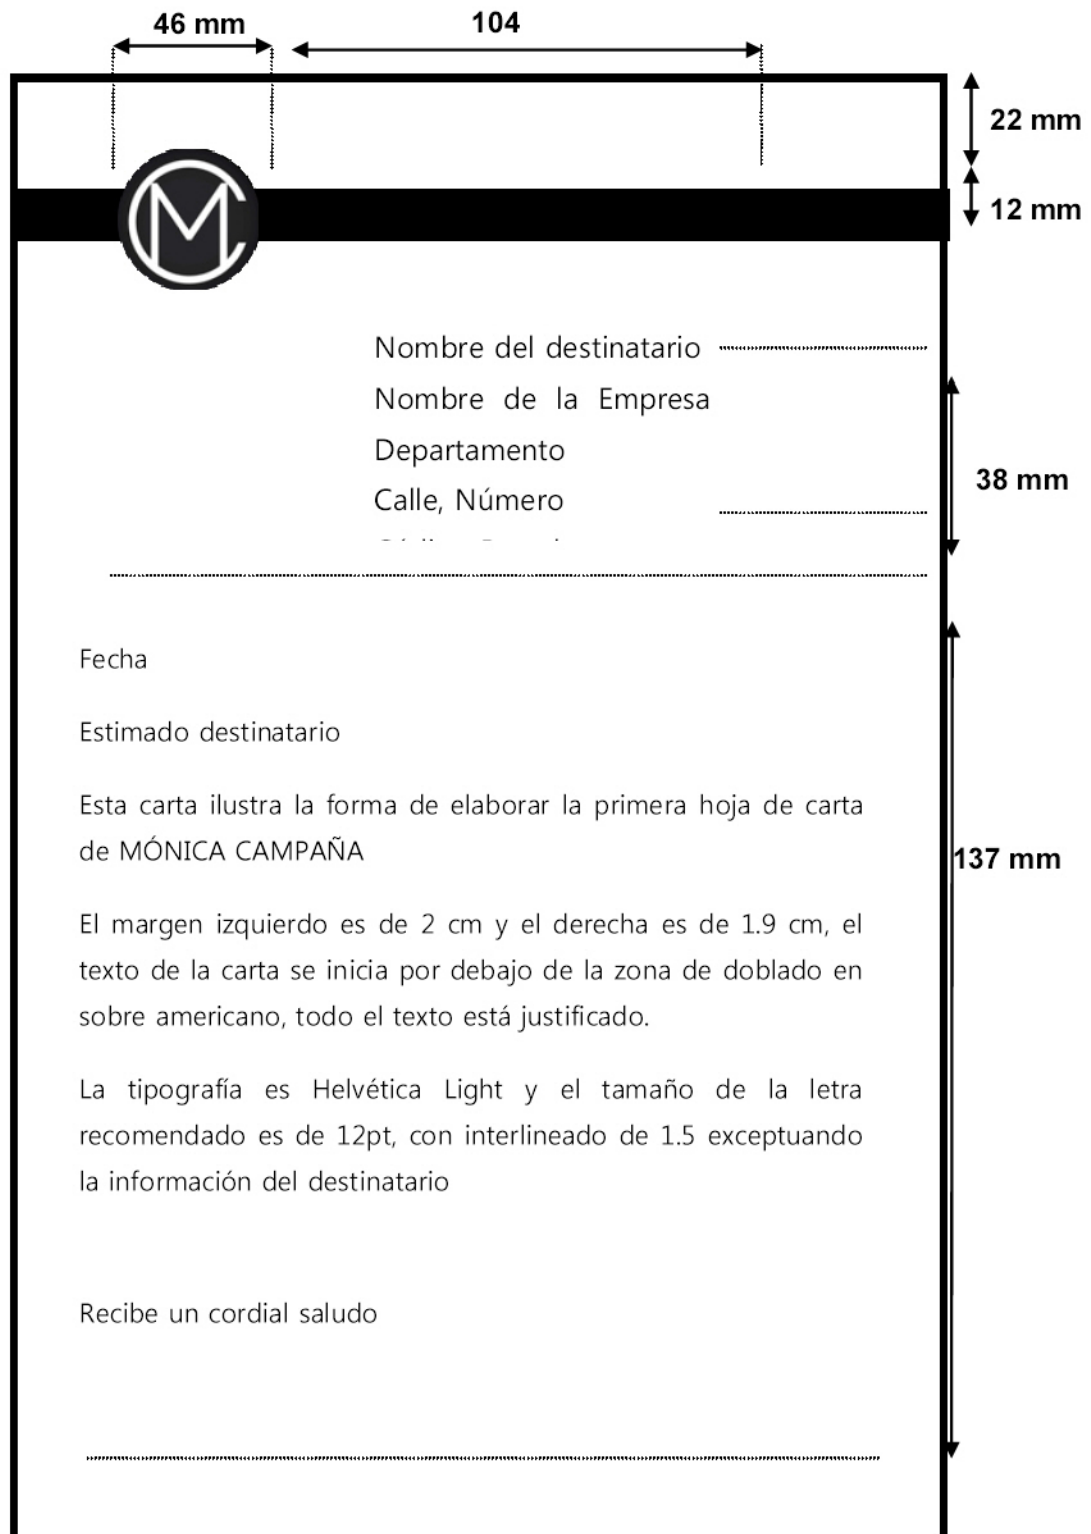 46 mm
104
22 mm
12 mm
MC
Nombre del destinatario
Nombre de la Empresa
Departamento
Calle, Número
38 mm
Fecha
Estimado destinatario
Esta carta ilustra la forma de elaborar la primera hoja de carta
de MÓNICA CAMPAÑA
137 mm
El margen izquierdo es de 2 cm y el derecha es de 1.9 cm, el
texto de la carta se inicia por debajo de la zona de doblado en
sobre americano, todo el texto está justificado.
La tipografía es Helvética Light y el tamaño de la letra
recomendado es de 12pt, con interlineado de 1.5 exceptuando
la información del destinatario
Recibe un cordial saludo